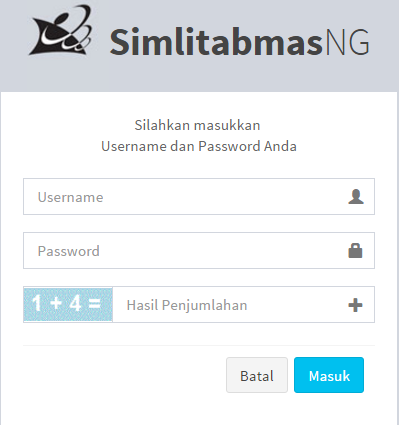 SimlitabmasNG
Silahkan masukkan
Username dan Password Anda
Username
Password
1 + 4 = Hasil Penjumlahan
Batal Masuk